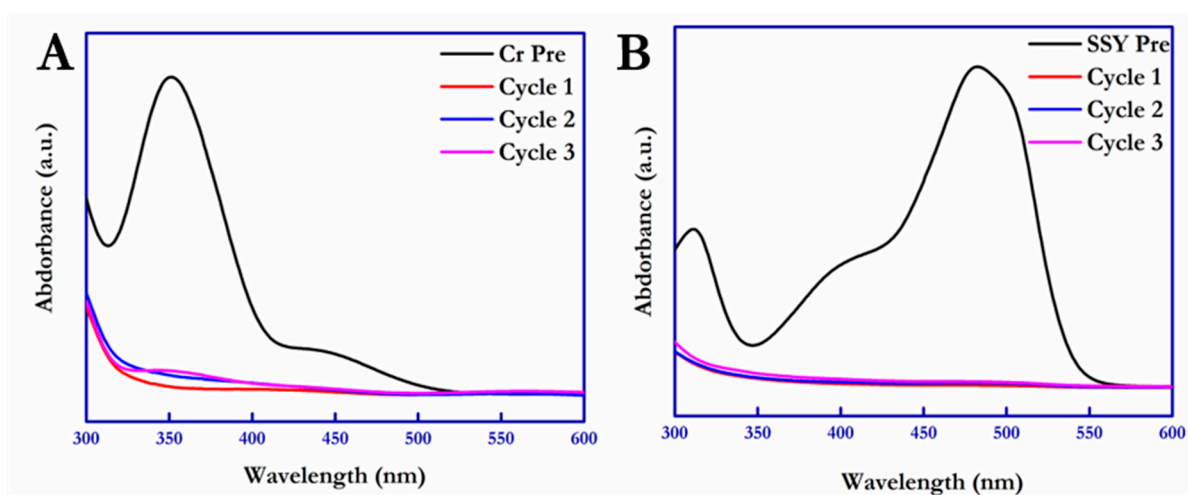 A
Cr Pre
Cycle 1
Cycle 2
Cycle 3
Abdorbance (a.u.)
300 350 400 450 500 550 600
Wavelength (nm)
B
SSY Pre
Cycle 1
Cycle 2
Cycle 3
Abdorbance (a.u.)
300 350 400 450 500 550 600
Wavelength (nm)